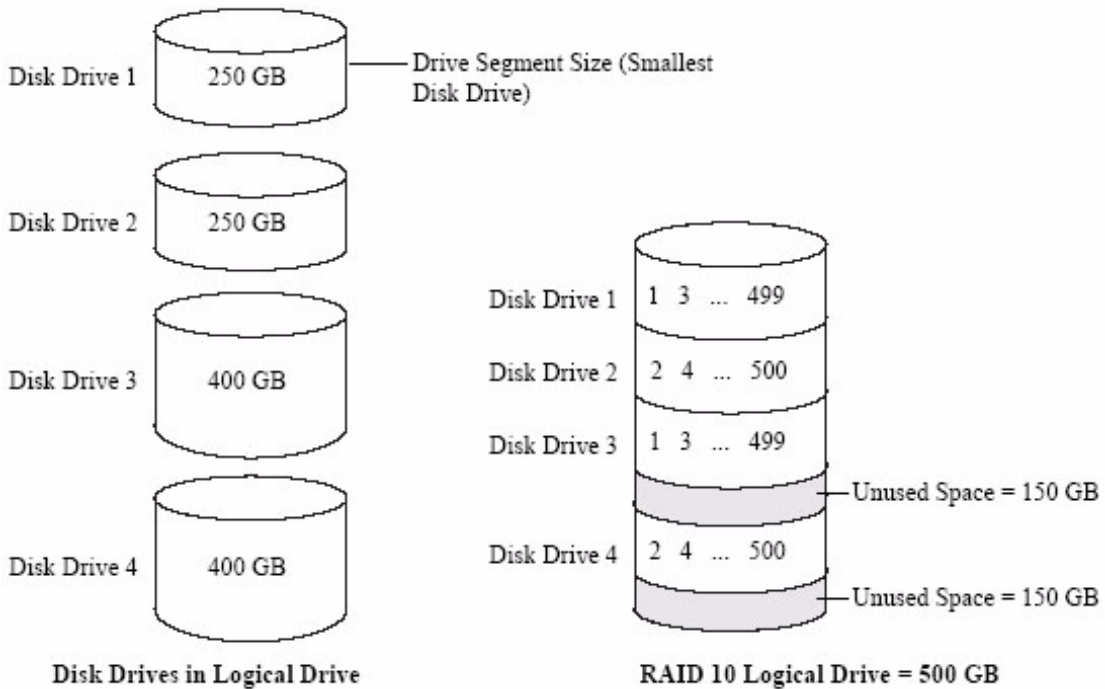 Disk Drive 1
250 GB
Drive Segment Size (Smallest
Disk Drive)
Disk Drive 2
250 GB
Disk Drive 3
400 GB
Disk Drive 4
400 GB
Disk Drives in Logical Drive
Disk Drive 1
1 3 ... 499
Disk Drive 2
2 4 ... 500
Disk Drive 3
1 3 ... 499
Unused Space = 150 GB
Disk Drive 4
2 4 ... 500
Unused Space = 150 GB
RAID 10 Logical Drive = 500 GB